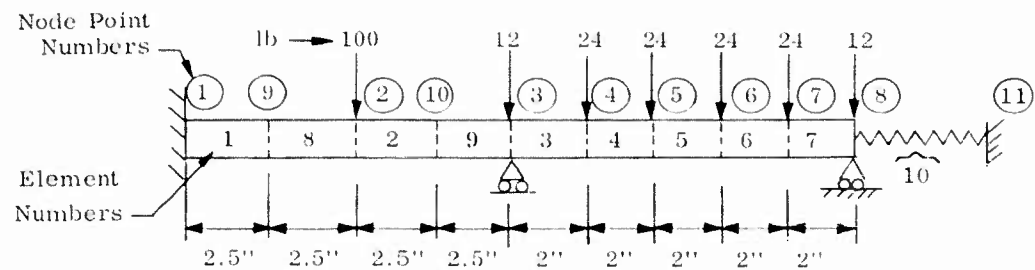 Node Point
Numbers
lb 100 12 24 24 24 24 12
1 9 2 10 3 4 5 6 7 8 11
1 8 2 9 3 4 5 6 7
10
Element
Numbers
2.5" 2.5" 2.5" 2.5" 2" 2" 2" 2" 2"